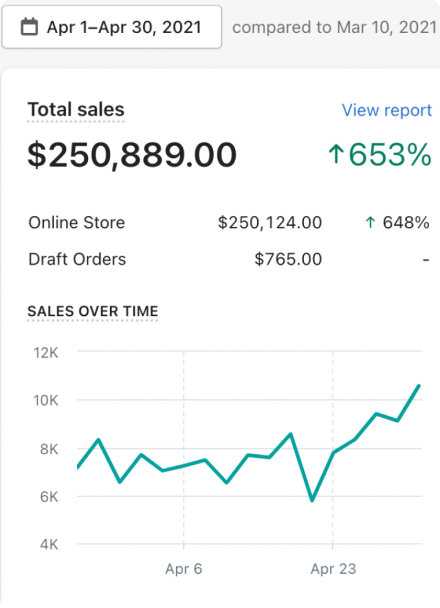 Apr 1–Apr 30, 2021 compared to Mar 10, 2021
Total sales View report
$250,889.00 ↑653%
Online Store $250,124.00 ↑ 648%
Draft Orders $765.00 -
SALES OVER TIME
12K
10K
8K
6K
4K
Apr 6 Apr 23